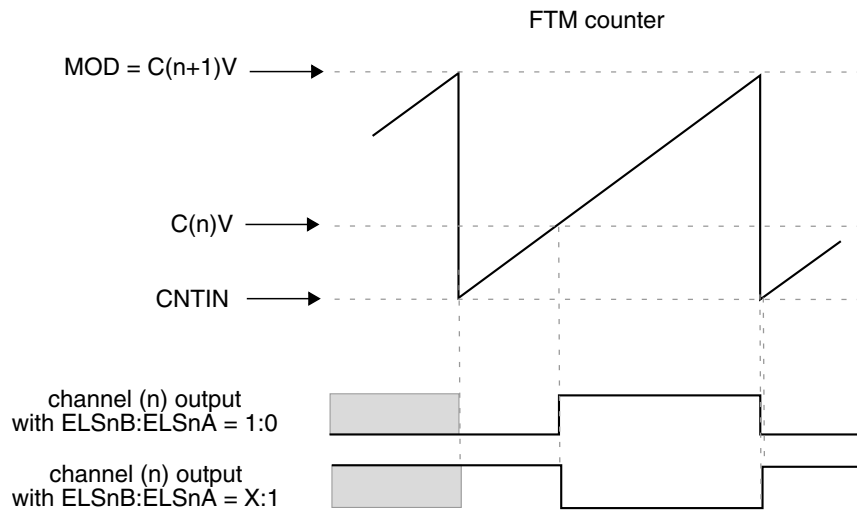 FTM counter
MOD = C(n+1)V
C(n)V
CNTIN
channel (n) output
with ELSnB:ELSnA = 1:0
channel (n) output
with ELSnB:ELSnA = X:1